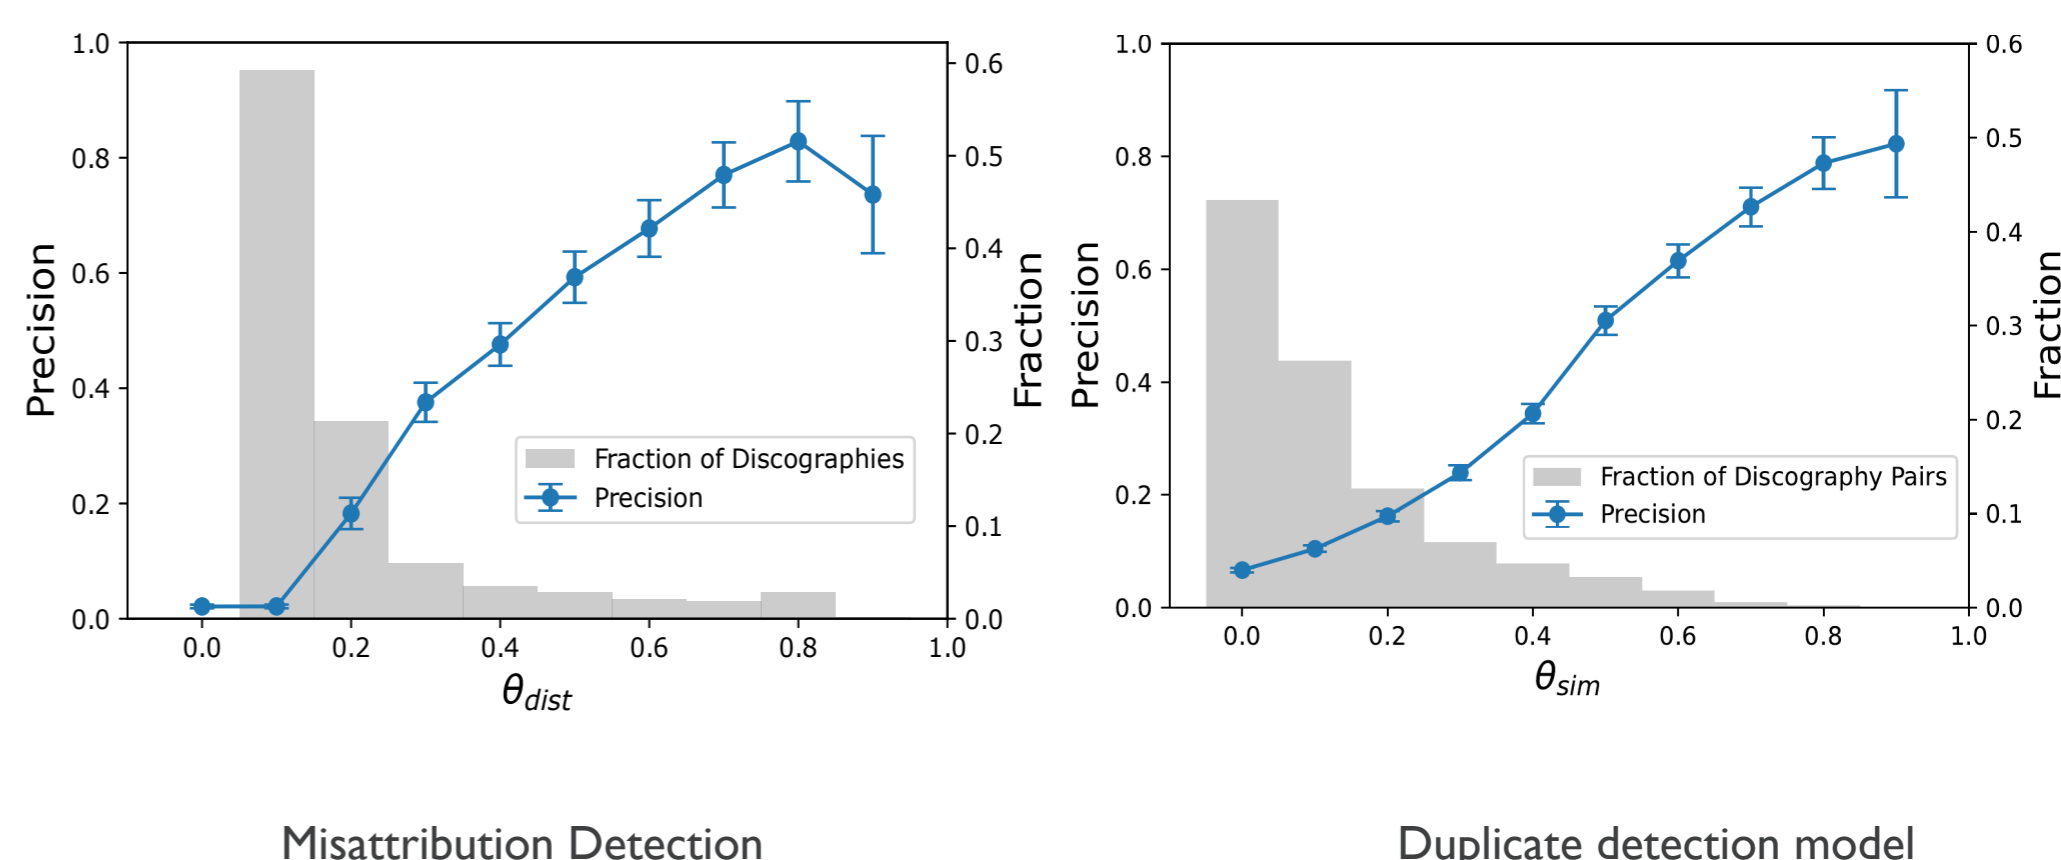 1.0
0.8
0.6
0.4
0.2
0.0
Precision
0.0 0.2 0.4 0.6 0.8 1.0
θdist
0.6
0.5
0.4
0.3
0.2
0.1
0.0
Fraction
Fraction of Discographies
Precision
Misattribution Detection
1.0
0.8
0.6
0.4
0.2
0.0
Precision
0.0 0.2 0.4 0.6 0.8 1.0
θsim
0.6
0.5
0.4
0.3
0.2
0.1
0.0
Fraction
Fraction of Discography Pairs
Precision
Duplicate detection model